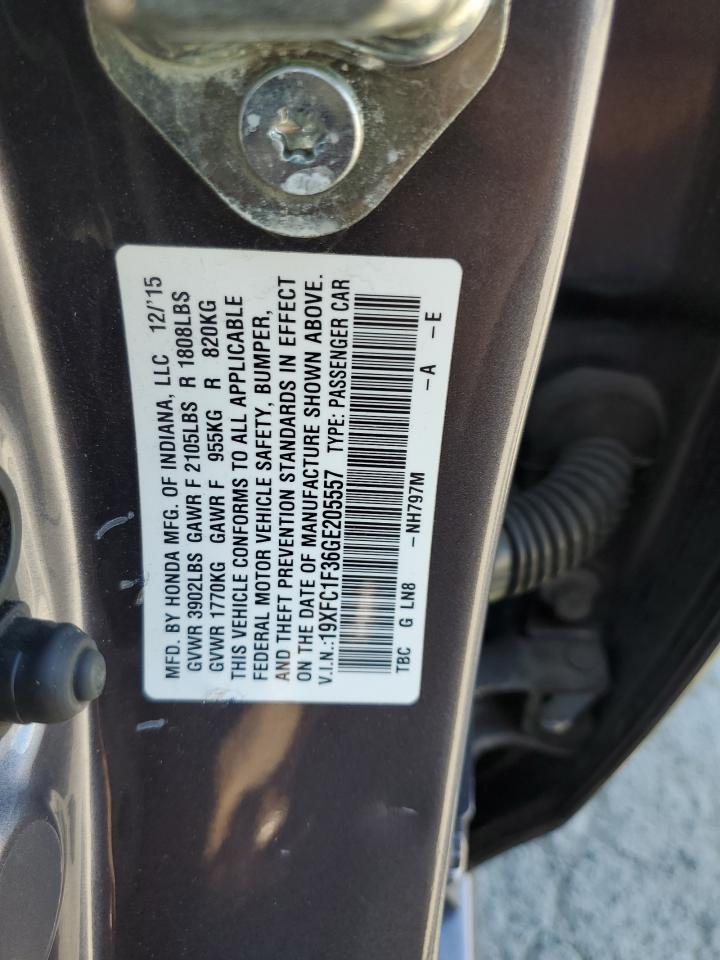 MFD. BY HONDA MFG. OF INDIANA, LLC 12/'15
GVWR 3902LBS GAWR F 2105LBS R 1808LBS
GVWR 1770KG GAWR F 955KG R 820KG
THIS VEHICLE CONFORMS TO ALL APPLICABLE
FEDERAL MOTOR VEHICLE SAFETY, BUMPER,
AND THEFT PREVENTION STANDARDS IN EFFECT
ON THE DATE OF MANUFACTURE SHOWN ABOVE.
V.I.N.:19XFC1F36GE205557 TYPE: PASSENGER CAR
TBC G LN8 -NH797M -A -E